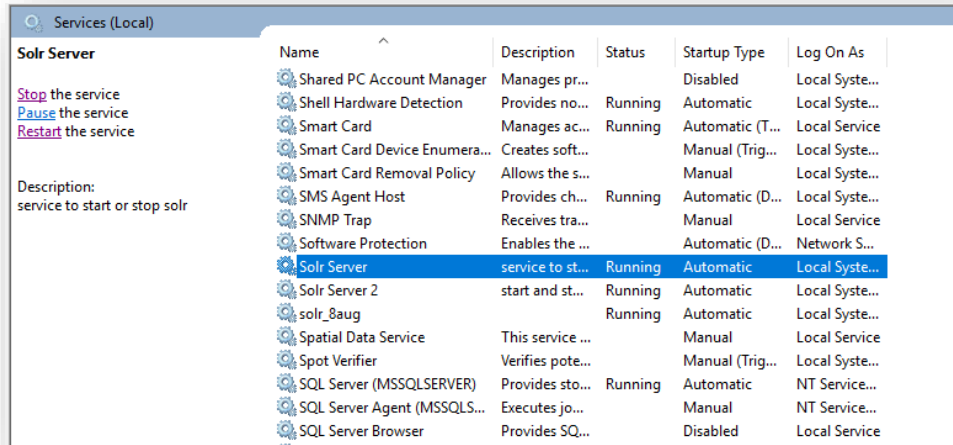 Services (Local)
Solr Server
Stop the service
Pause the service
Restart the service
Description:
service to start or stop solr
Name Description Status Startup Type Log On As
Shared PC Account Manager Manages pr... Disabled Local Syste...
Shell Hardware Detection Provides no... Running Automatic Local Syste...
Smart Card Manages ac... Running Automatic (T... Local Service
Smart Card Device Enumera... Creates soft... Manual (Trig... Local Syste...
Smart Card Removal Policy Allows the s... Manual Local Syste...
SMS Agent Host Provides ch... Running Automatic (D... Local Syste...
SNMP Trap Receives tra... Manual Local Service
Software Protection Enables the ... Automatic (D... Network S...
Solr Server service to st... Running Automatic Local Syste...
Solr Server 2 start and st... Running Automatic Local Syste...
solr_8aug Running Automatic Local Syste...
Spatial Data Service This service ... Manual Local Service
Spot Verifier Verifies pote... Manual (Trig... Local Syste...
SQL Server (MSSQLSERVER) Provides sto... Running Automatic NT Service...
SQL Server Agent (MSSQLS... Executes jo... Manual NT Service...
SQL Server Browser Provides SQ... Disabled Local Service